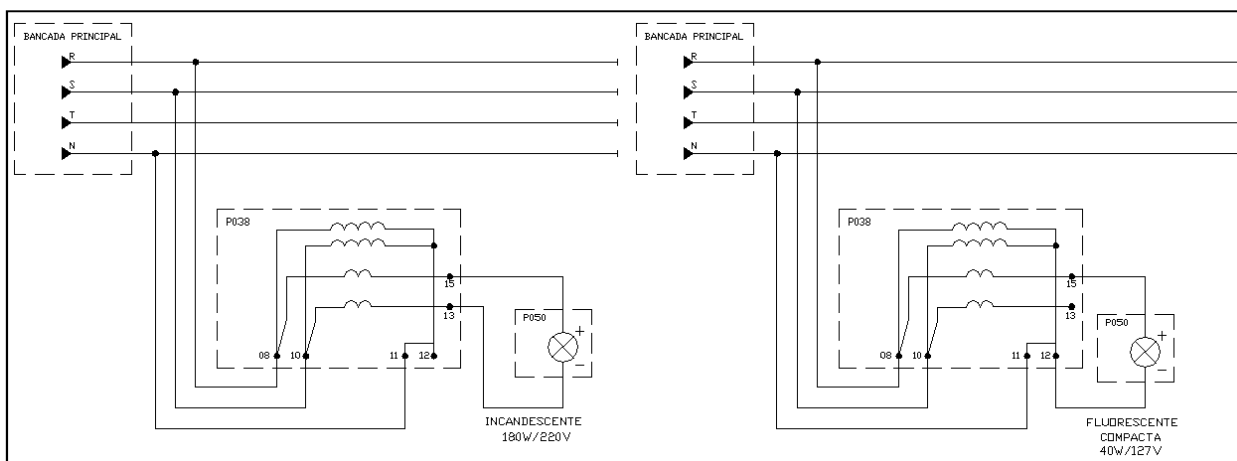 BANCADA PRINCIPAL
R
S
T
N
P038
15
13
08
10
11
12
P050
+
−
INCANDESCENTE
180W/220V
BANCADA PRINCIPAL
R
S
T
N
P038
15
13
08
10
11
12
P050
+
−
FLUORESCENTE
COMPACTA
40W/127V